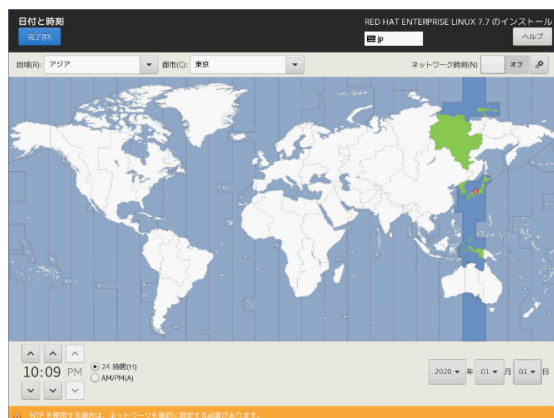 日付と時刻
RED HAT ENTERPRISE LINUX 7.7 のインストール
完了(D)
jp
ヘルプ
地域(R): アジア 都市(C): 東京 ネットワーク時刻(N) オフ
10:09 PM
24 時間(H)
AM/PM(A)
2020 年 01 月 01 日
NTP を使用する場合は、ネットワークを最初に設定する必要があります。